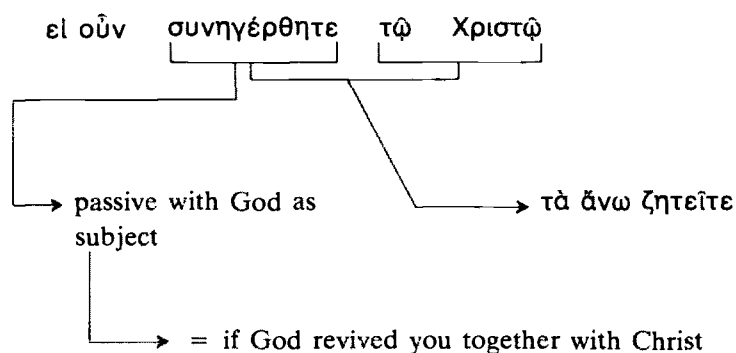 εἰ οὖν συνηγέρθητε τῷ Χριστῷ
passive with God as
subject
τὰ ἄνω ζητεῖτε
= if God revived you together with Christ